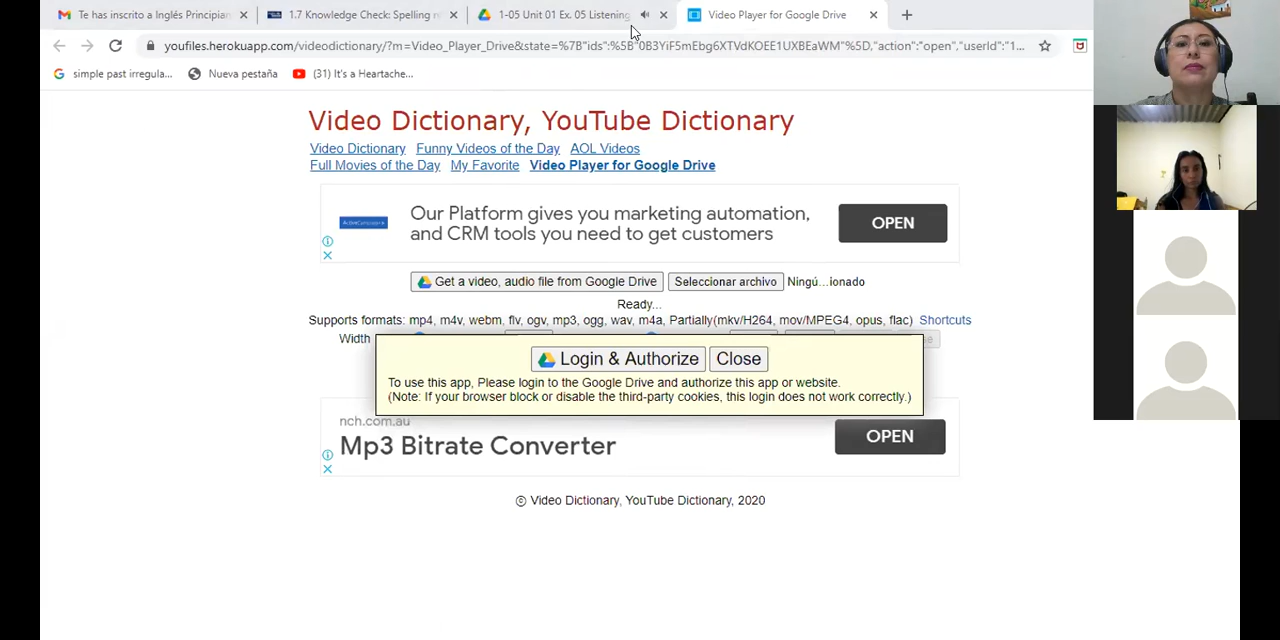 Te has inscrito a Inglés Principian
1.7 Knowledge Check: Spelling n
1-05 Unit 01 Ex. 05 Listening
Video Player for Google Drive
youfiles.herokuapp.com/videodictionary/?m=Video_Player_Drive&state=%7B"ids":%5B"0B3YiF5mEbg6XTVdKOEE1UXBEaWM"%5D,"action":"open","userId":"1...
simple past irregula...
Nueva pestaña
(31) It's a Heartache...
Video Dictionary, YouTube Dictionary
Video Dictionary Funny Videos of the Day AOL Videos
Full Movies of the Day My Favorite Video Player for Google Drive
Our Platform gives you marketing automation,
and CRM tools you need to get customers
OPEN
Get a video, audio file from Google Drive Seleccionar archivo Ningú...ionado
Ready...
Supports formats: mp4, m4v, webm, flv, ogv, mp3, ogg, wav, m4a, Partially(mkv/H264, mov/MPEG4, opus, flac) Shortcuts
Width
Login & Authorize Close
To use this app, Please login to the Google Drive and authorize this app or website.
(Note: If your browser block or disable the third-party cookies, this login does not work correctly.)
nch.com.au
Mp3 Bitrate Converter
OPEN
© Video Dictionary, YouTube Dictionary, 2020